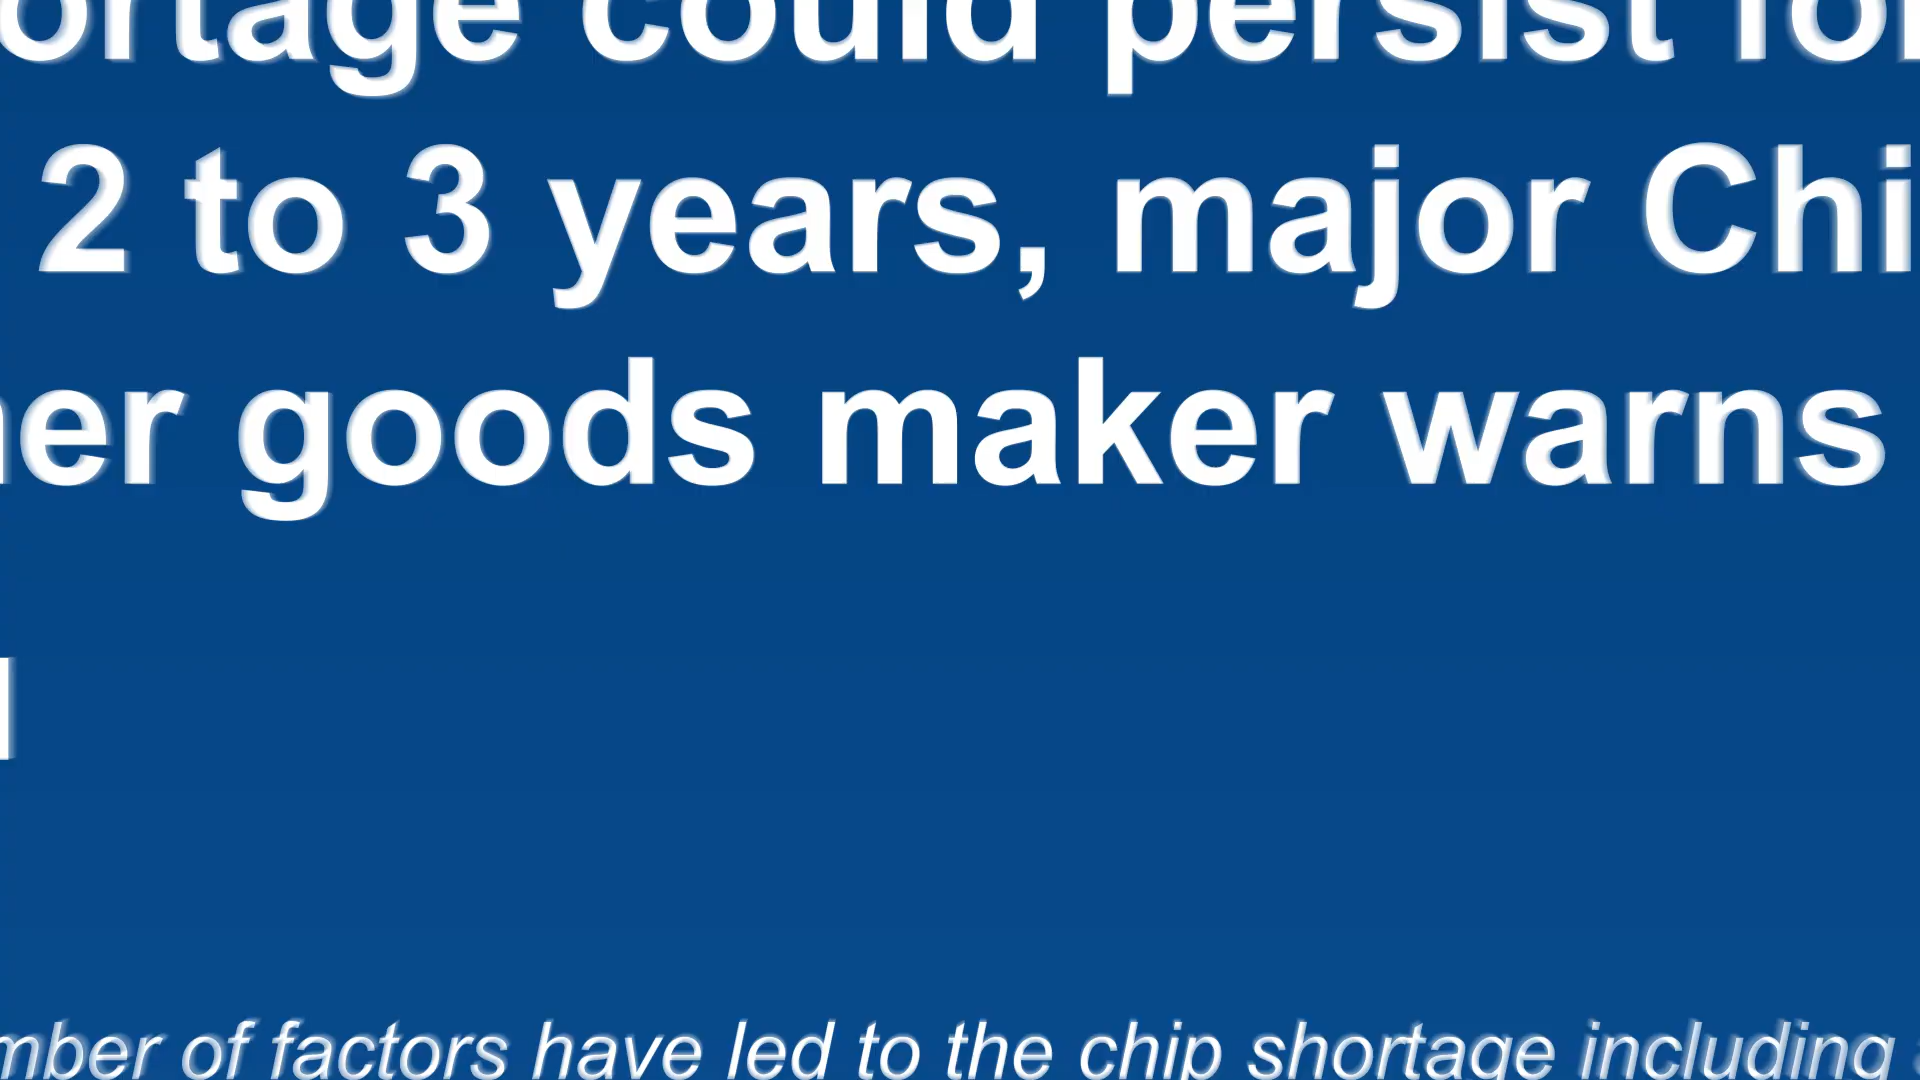 ortage could persist for
2 to 3 years, major Chi
er goods maker warns
mber of factors have led to the chip shortage including